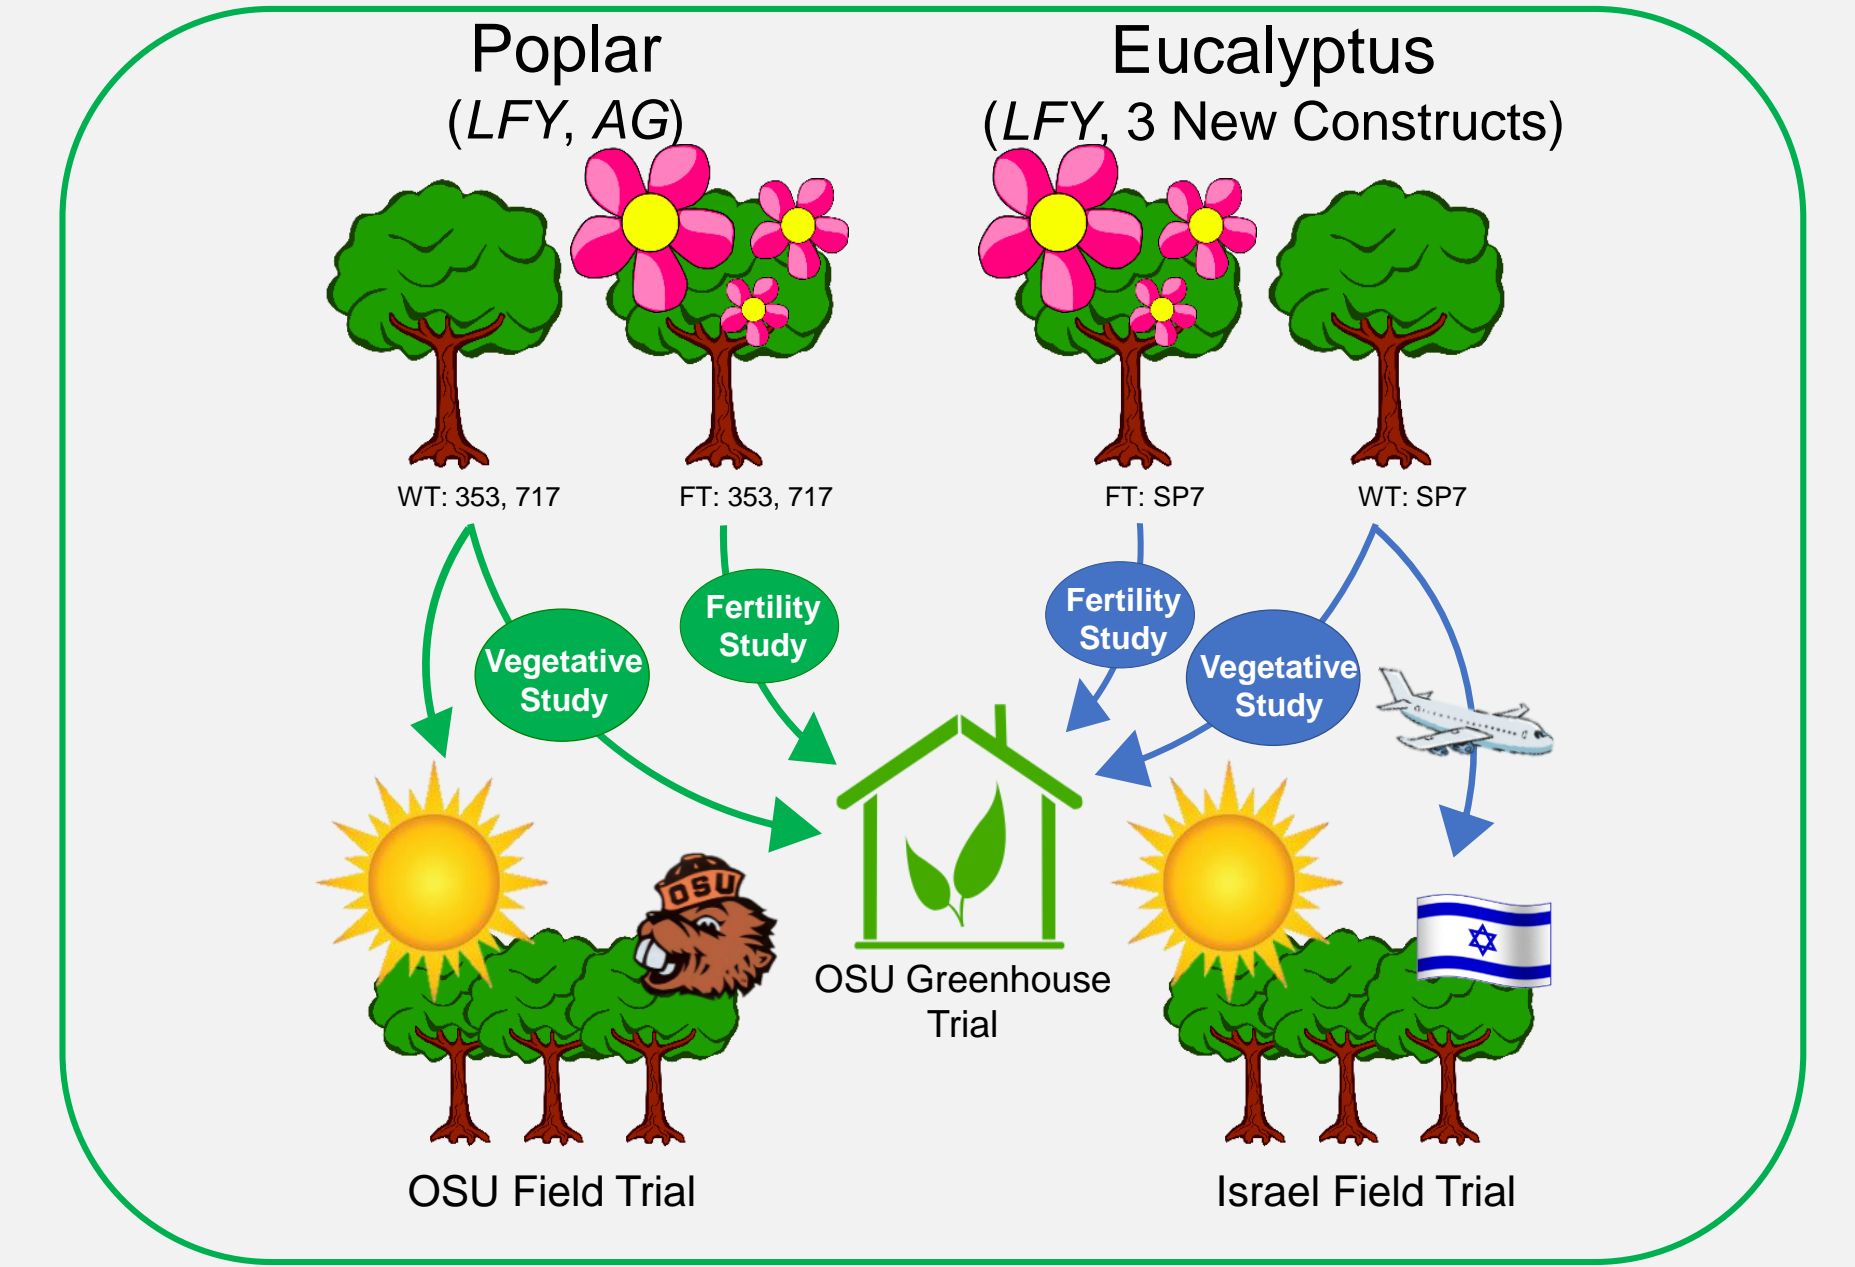 Poplar
(LFY, AG)
Eucalyptus
(LFY, 3 New Constructs)
WT: 353, 717
FT: 353, 717
FT: SP7
WT: SP7
Vegetative
Study
Fertility
Study
Fertility
Study
Vegetative
Study
OSU
OSU Greenhouse
Trial
OSU Field Trial
Israel Field Trial